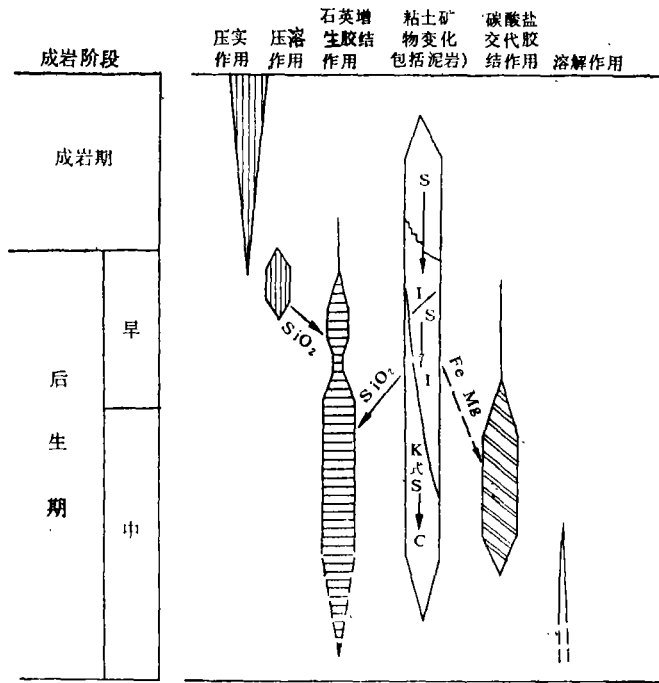 成岩阶段
压实
作用
压溶
作用
石英增
生胶结
作用
粘土矿
物变化
包括泥岩)
碳酸盐
交代胶
结作用
溶解作用
成岩期
后
生
期
早
中
S
I
S
I
SiO₂
SiO₂
Fe Mg
K
式
S
C